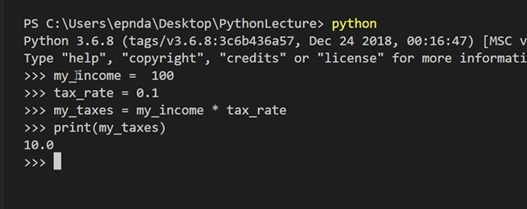 PS C:\Users\epnda\Desktop\PythonLecture> python
Python 3.6.8 (tags/v3.6.8:3c6b436a57, Dec 24 2018, 00:16:47) [MSC v
Type "help", "copyright", "credits" or "license" for more informati
>>> my_income =  100
>>> tax_rate = 0.1
>>> my_taxes = my_income * tax_rate
>>> print(my_taxes)
10.0
>>>